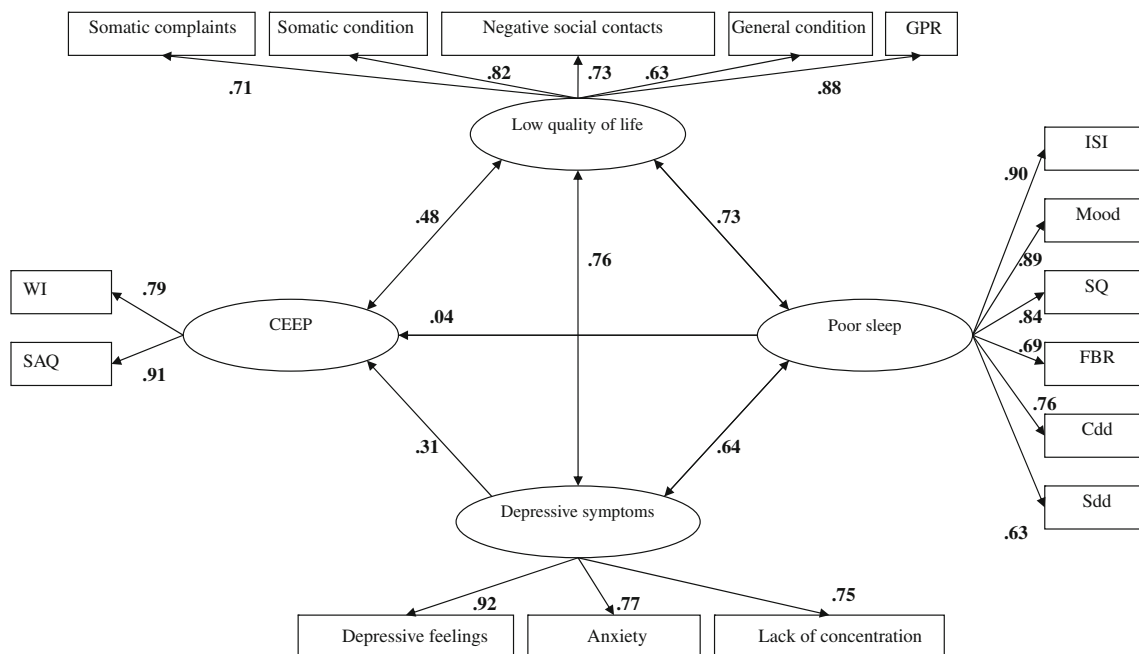 Somatic complaints
Somatic condition
Negative social contacts
General condition
GPR
.71
.82
.73
.63
.88
Low quality of life
ISI
.90
Mood
.48
.73
.89
.76
SQ
WI
.79
.84
CEEP
.04
Poor sleep
.69
FBR
SAQ
.91
.76
Cdd
.31
.64
Sdd
Depressive symptoms
.63
.92
.77
.75
Depressive feelings
Anxiety
Lack of concentration